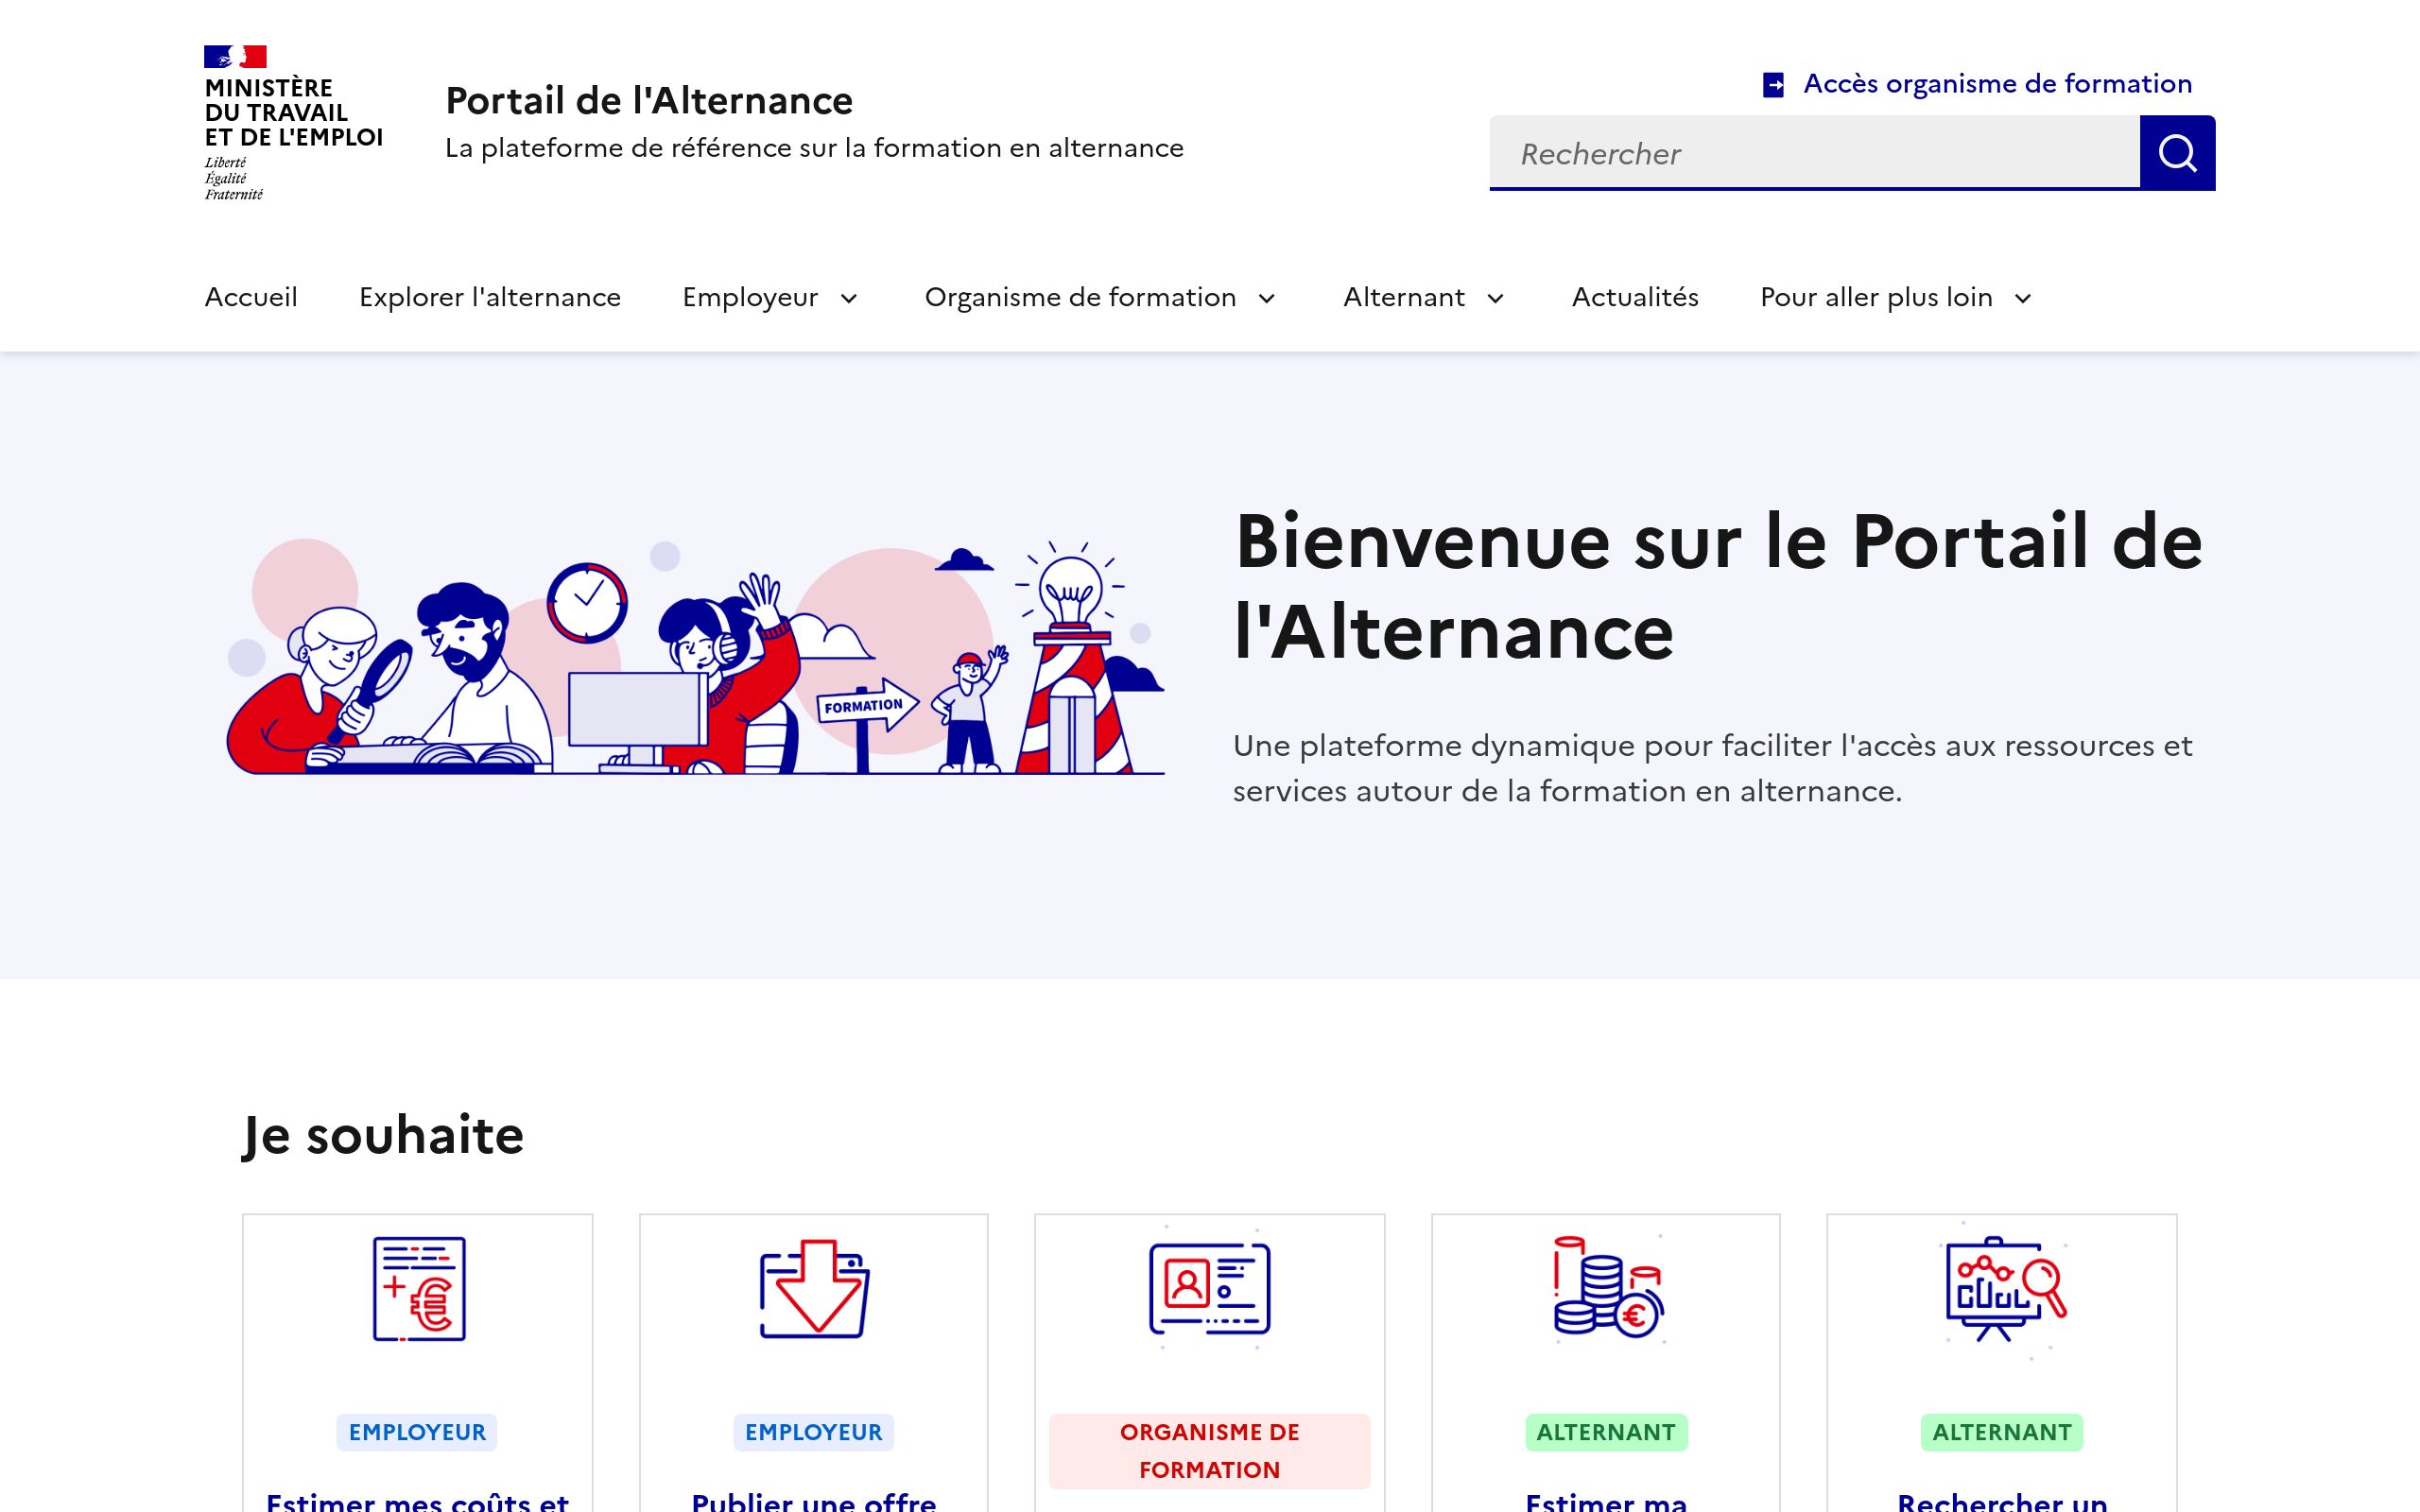 MINISTÈRE
DU TRAVAIL
ET DE L'EMPLOI
Liberté
Égalité
Fraternité
Portail de l'Alternance
La plateforme de référence sur la formation en alternance
Accès organisme de formation
Rechercher
Accueil
Explorer l'alternance
Employeur
Organisme de formation
Alternant
Actualités
Pour aller plus loin
FORMATION
Bienvenue sur le Portail de
l'Alternance
Une plateforme dynamique pour faciliter l'accès aux ressources et
services autour de la formation en alternance.
Je souhaite
EMPLOYEUR
Estimer mes coûts et
EMPLOYEUR
Publier une offre
ORGANISME DE
FORMATION
ALTERNANT
Estimer ma
ALTERNANT
Rechercher un